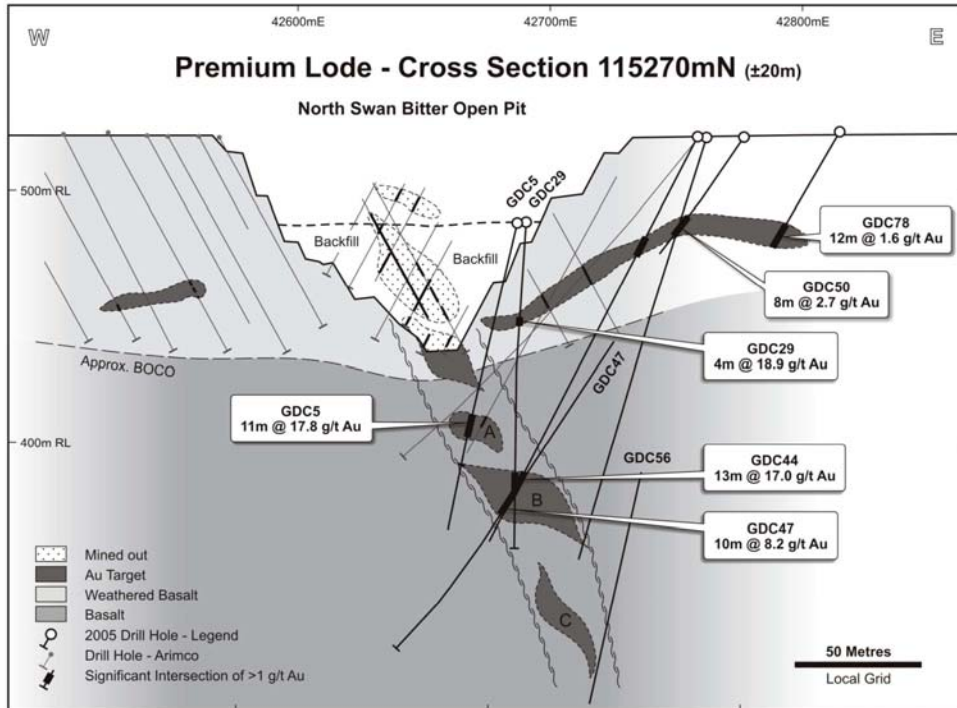 42600mE
42700mE
42800mE
W
E
Premium Lode - Cross Section 115270mN (±20m)
North Swan Bitter Open Pit
500m RL
GDC5
GDC29
Backfill
Backfill
GDC78
12m @ 1.6 g/t Au
GDC50
8m @ 2.7 g/t Au
GDC29
4m @ 18.9 g/t Au
Approx. BOCO
GDC47
GDC5
11m @ 17.8 g/t Au
A
400m RL
GDC56
GDC44
13m @ 17.0 g/t Au
B
GDC47
10m @ 8.2 g/t Au
C
Mined out
Au Target
Weathered Basalt
Basalt
2005 Drill Hole - Legend
Drill Hole - Arimco
Significant Intersection of >1 g/t Au
50 Metres
Local Grid